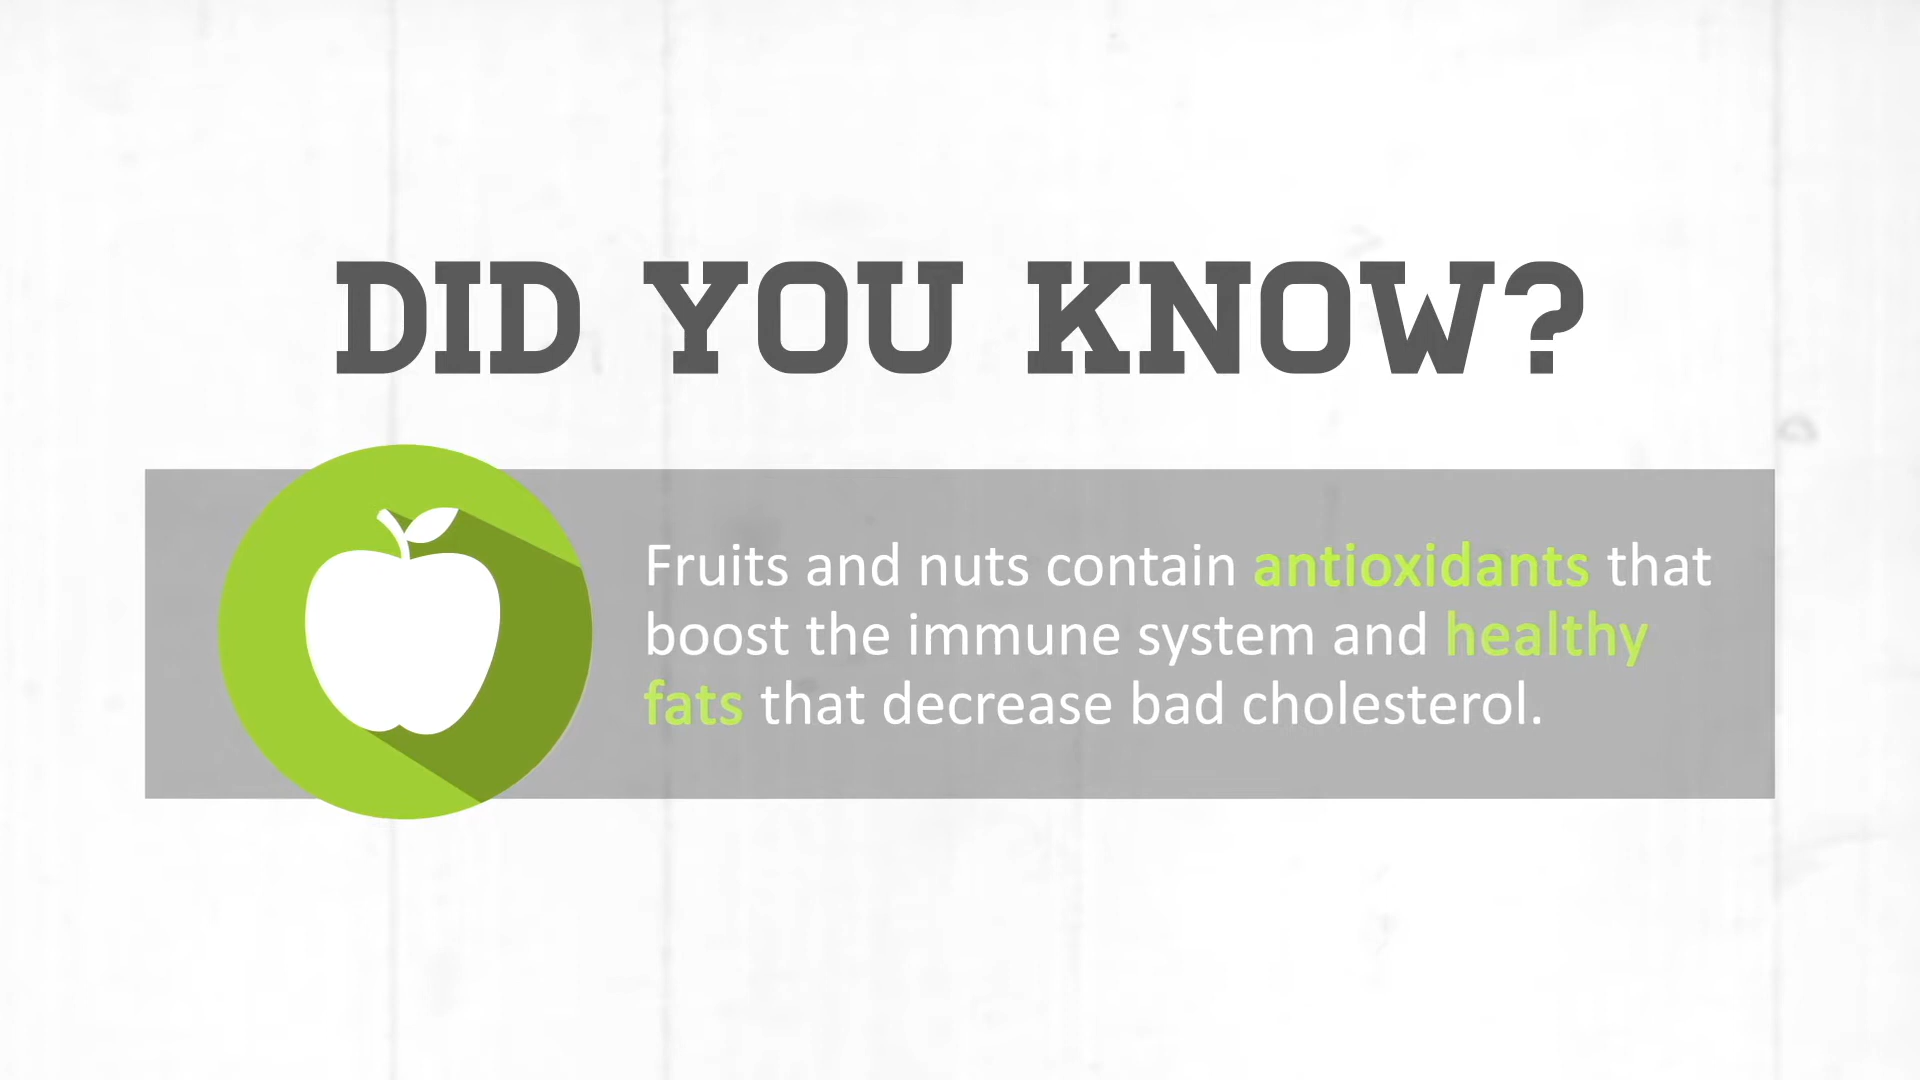 DID YOU KNOW?
Fruits and nuts contain antioxidants that
boost the immune system and healthy
fats that decrease bad cholesterol.